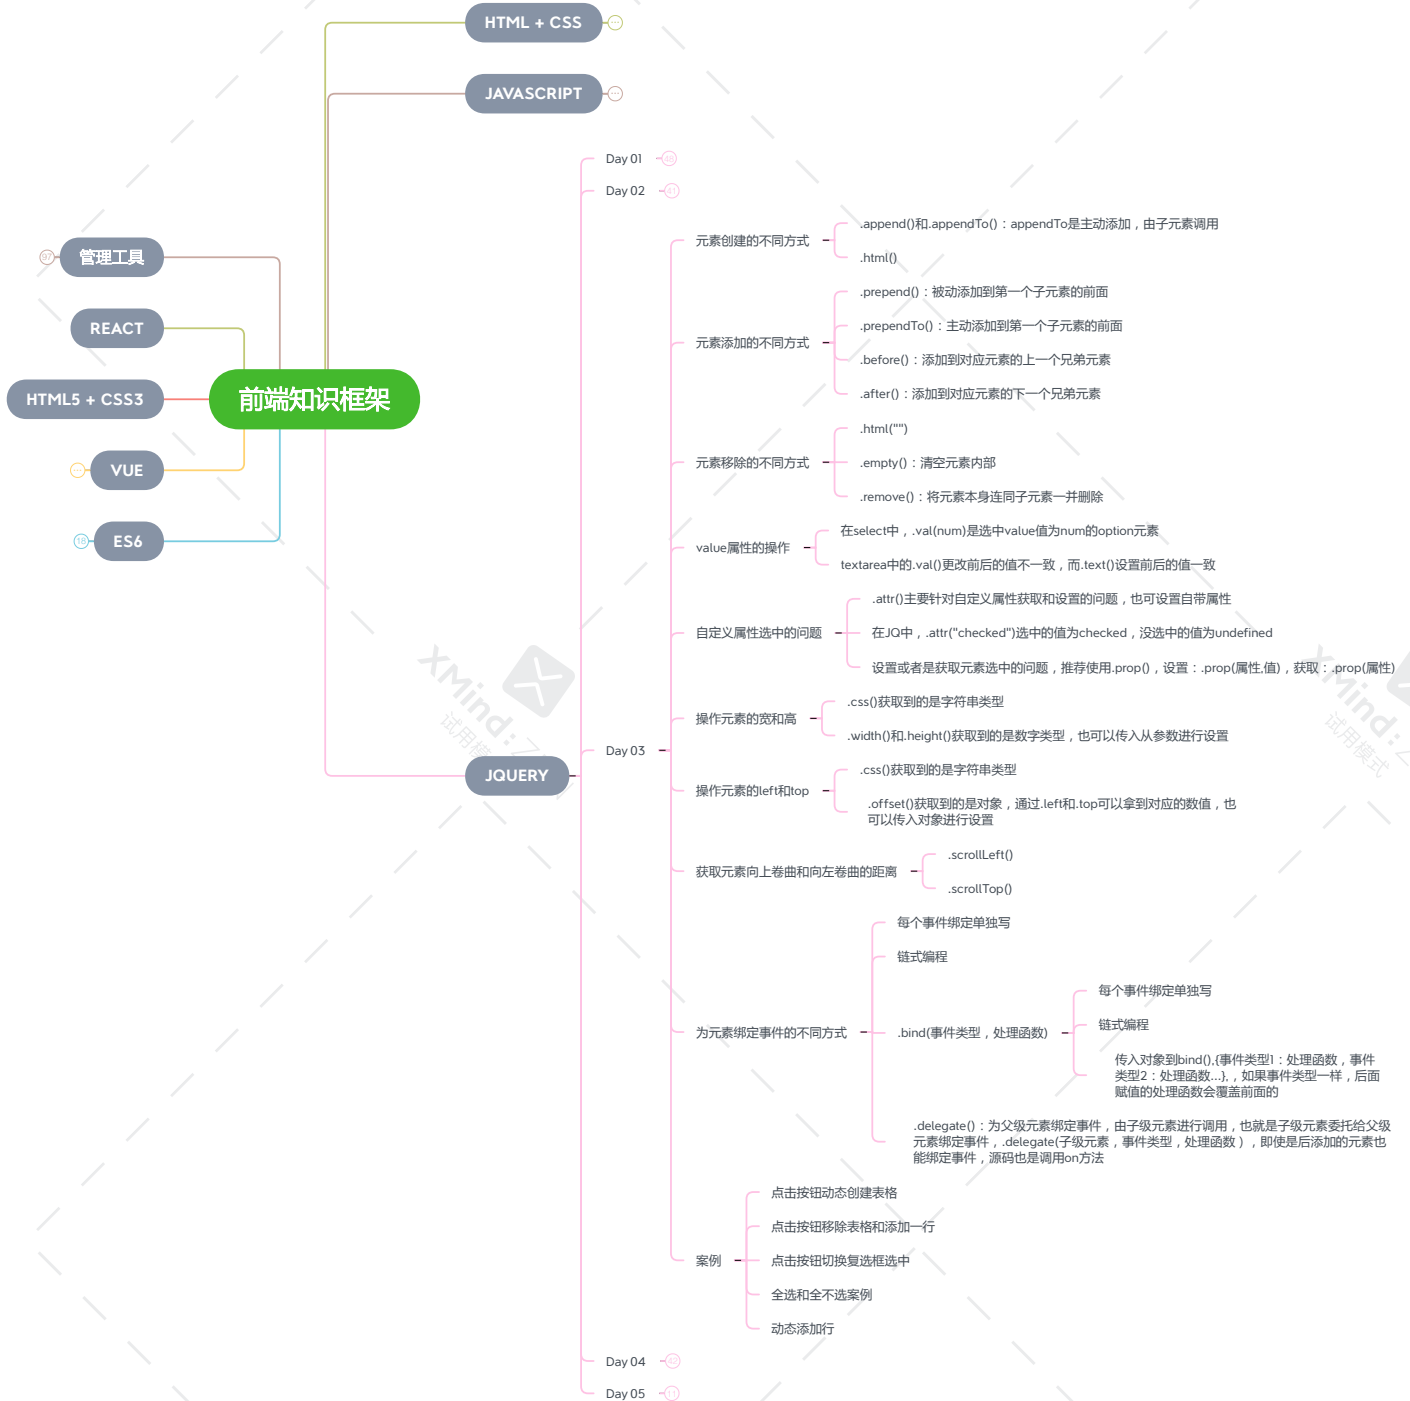 HTML + CSS
JAVASCRIPT
Day 01
48
Day 02
41
管理工具
97
REACT
HTML5 + CSS3
前端知识框架
VUE
ES6
18
JQUERY
Day 03
元素创建的不同方式
.append()和.appendTo()：appendTo是主动添加，由子元素调用
.html()
元素添加的不同方式
.prepend()：被动添加到第一个子元素的前面
.prependTo()：主动添加到第一个子元素的前面
.before()：添加到对应元素的上一个兄弟元素
.after()：添加到对应元素的下一个兄弟元素
元素移除的不同方式
.html("")
.empty()：清空元素内部
.remove()：将元素本身连同子元素一并删除
value属性的操作
在select中，.val(num)是选中value值为num的option元素
textarea中的.val()更改前后的值不一致，而.text()设置前后的值一致
自定义属性选中的问题
.attr()主要针对自定义属性获取和设置的问题，也可设置自带属性
在JQ中，.attr("checked")选中的值为checked，没选中的值为undefined
设置或者是获取元素选中的问题，推荐使用.prop()，设置：.prop(属性,值)，获取：.prop(属性)
操作元素的宽和高
.css()获取到的是字符串类型
.width()和.height()获取到的是数字类型，也可以传入从参数进行设置
操作元素的left和top
.css()获取到的是字符串类型
.offset()获取到的是对象，通过.left和.top可以拿到对应的数值，也
可以传入对象进行设置
获取元素向上卷曲和向左卷曲的距离
.scrollLeft()
.scrollTop()
为元素绑定事件的不同方式
每个事件绑定单独写
链式编程
.bind(事件类型，处理函数)
每个事件绑定单独写
链式编程
传入对象到bind(),{事件类型1：处理函数，事件
类型2：处理函数...},，如果事件类型一样，后面
赋值的处理函数会覆盖前面的
.delegate()：为父级元素绑定事件，由子级元素进行调用，也就是子级元素委托给父级
元素绑定事件，.delegate(子级元素，事件类型，处理函数），即使是后添加的元素也
能绑定事件，源码也是调用on方法
案例
点击按钮动态创建表格
点击按钮移除表格和添加一行
点击按钮切换复选框选中
全选和全不选案例
动态添加行
Day 04
42
Day 05
11
XMind: Z
试用模式
XMind: Z
试用模式